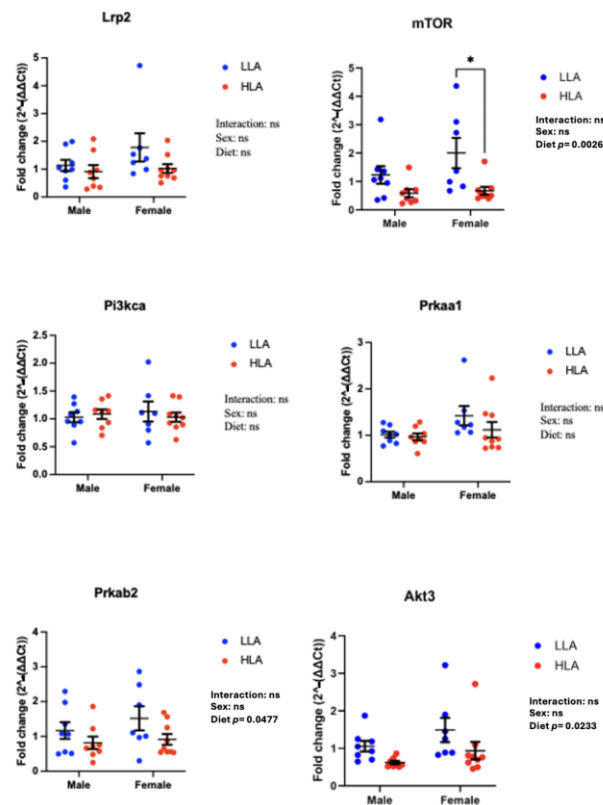 Lrp2
Fold change (2^-(ΔΔCt))
5
4
3
2
1
0
Male
Female
LLA
HLA
Interaction: ns
Sex: ns
Diet: ns
mTOR
Fold change (2^-(ΔΔCt))
5
4
3
2
1
0
*
Male
Female
LLA
HLA
Interaction: ns
Sex: ns
Diet p= 0.0026
Pi3kca
Fold change (2^-(ΔΔCt))
2.5
2.0
1.5
1.0
0.5
0.0
Male
Female
LLA
HLA
Interaction: ns
Sex: ns
Diet: ns
Prkaa1
Fold change (2^-(ΔΔCt))
3
2
1
0
Male
Female
LLA
HLA
Interaction: ns
Sex: ns
Diet: ns
Prkab2
Fold change (2^-(ΔΔCt))
4
3
2
1
0
Male
Female
LLA
HLA
Interaction: ns
Sex: ns
Diet p= 0.0477
Akt3
Fold change (2^-(ΔΔCt))
4
3
2
1
0
Male
Female
LLA
HLA
Interaction: ns
Sex: ns
Diet p= 0.0233